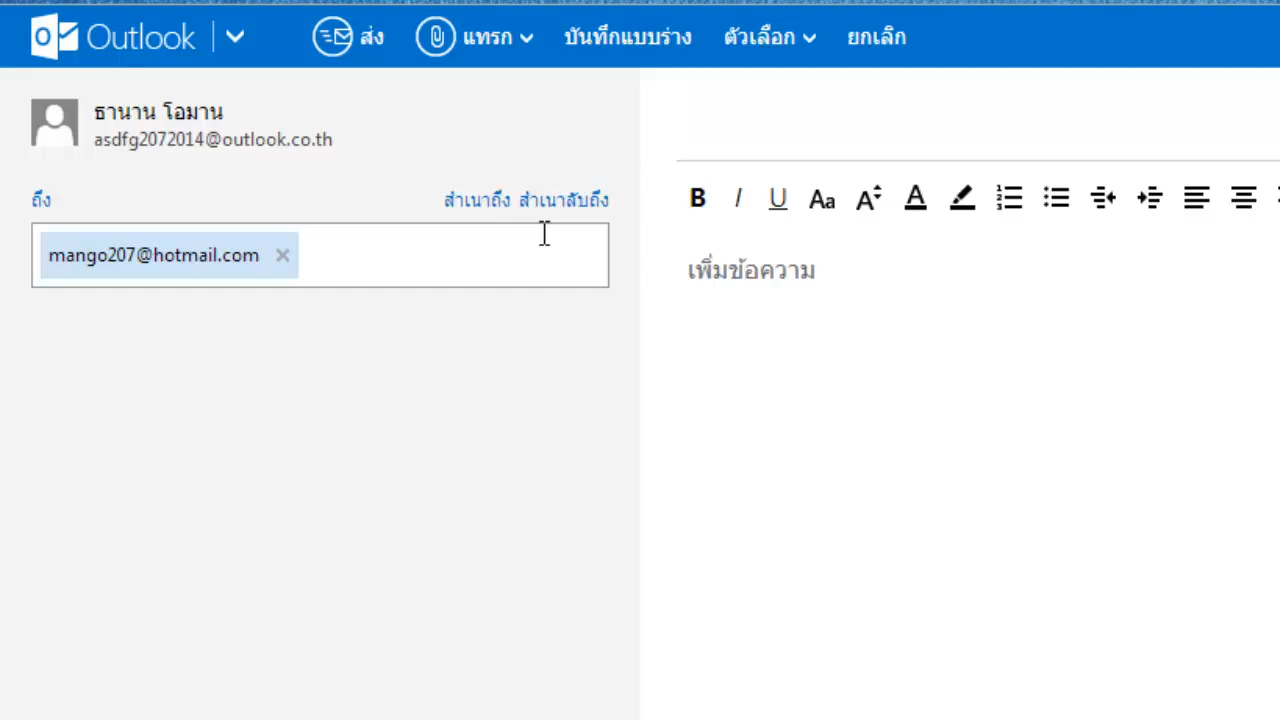 Outlook ส่ง แทรก บันทึกแบบร่าง ตัวเลือก ยกเลิก
ธานาน โอมาน
asdfg2072014@outlook.co.th
ถึง สำเนาถึง สำเนาลับถึง
mango207@hotmail.com
B I U Aa A A
เพิ่มข้อความ